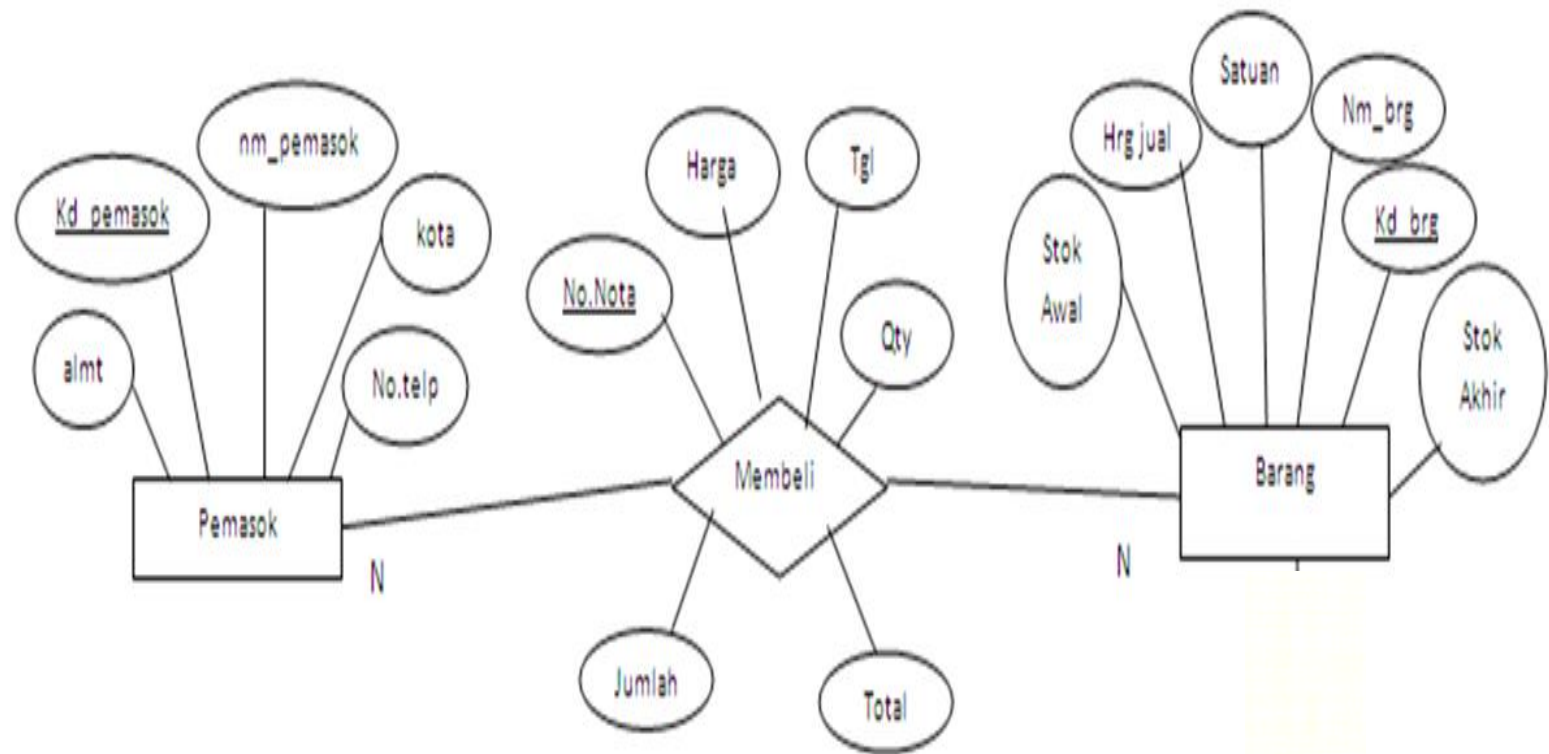 Satuan
Nm_brg
Hrg jual
nm_pemasok
Harga
Tgl
Kd_pemasok
kota
Kd_brg
Stok
Awal
No.Nota
Qty
Stok
Akhir
almt
No.telp
Membeli
Barang
Pemasok
N
N
Jumlah
Total